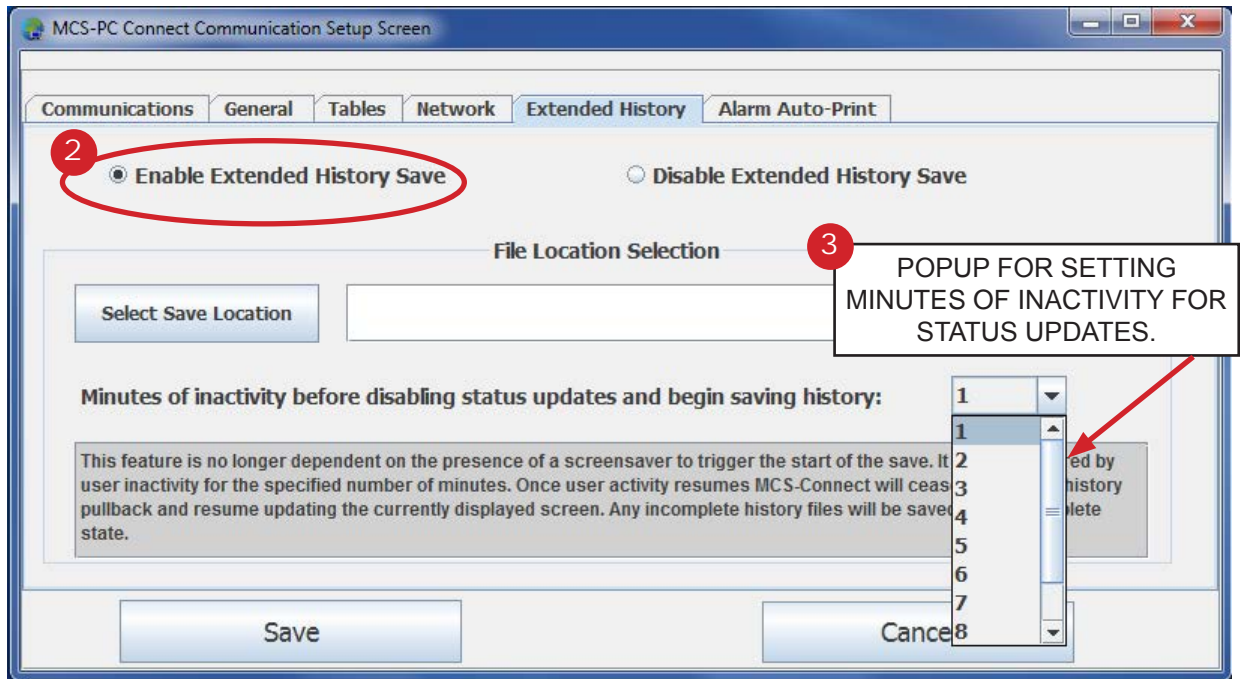 MCS-PC Connect Communication Setup Screen
X
Communications General Tables Network Extended History Alarm Auto-Print
2
Enable Extended History Save Disable Extended History Save
File Location Selection
3
POPUP FOR SETTING
MINUTES OF INACTIVITY FOR
STATUS UPDATES.
Select Save Location
Minutes of inactivity before disabling status updates and begin saving history: 1
This feature is no longer dependent on the presence of a screensaver to trigger the start of the save. It ed by
user inactivity for the specified number of minutes. Once user activity resumes MCS-Connect will history
pullback and resume updating the currently displayed screen. Any incomplete history files will be
state.
1
2
3
4
5
6
7
8
Save